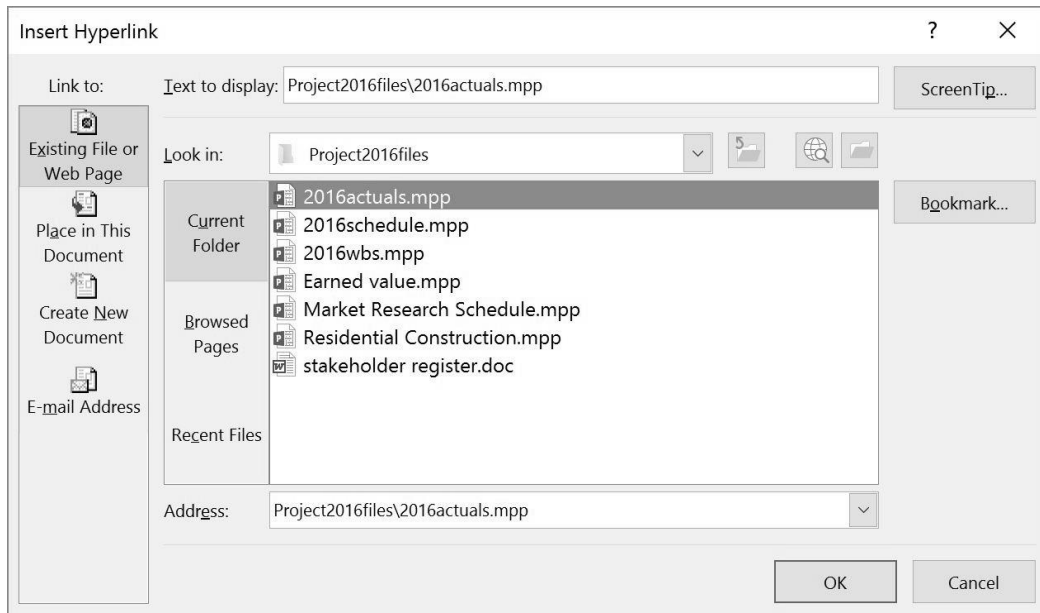 Insert Hyperlink
?
Link to:
Text to display: Project2016files\2016actuals.mpp
ScreenTip...
Existing File or
Web Page
Look in: Project2016files
Place in This
Document
Create New
Document
E-mail Address
Current
Folder
Browsed
Pages
Recent Files
2016actuals.mpp
2016schedule.mpp
2016wbs.mpp
Earned value.mpp
Market Research Schedule.mpp
Residential Construction.mpp
stakeholder register.doc
Bookmark...
Address: Project2016files\2016actuals.mpp
OK
Cancel